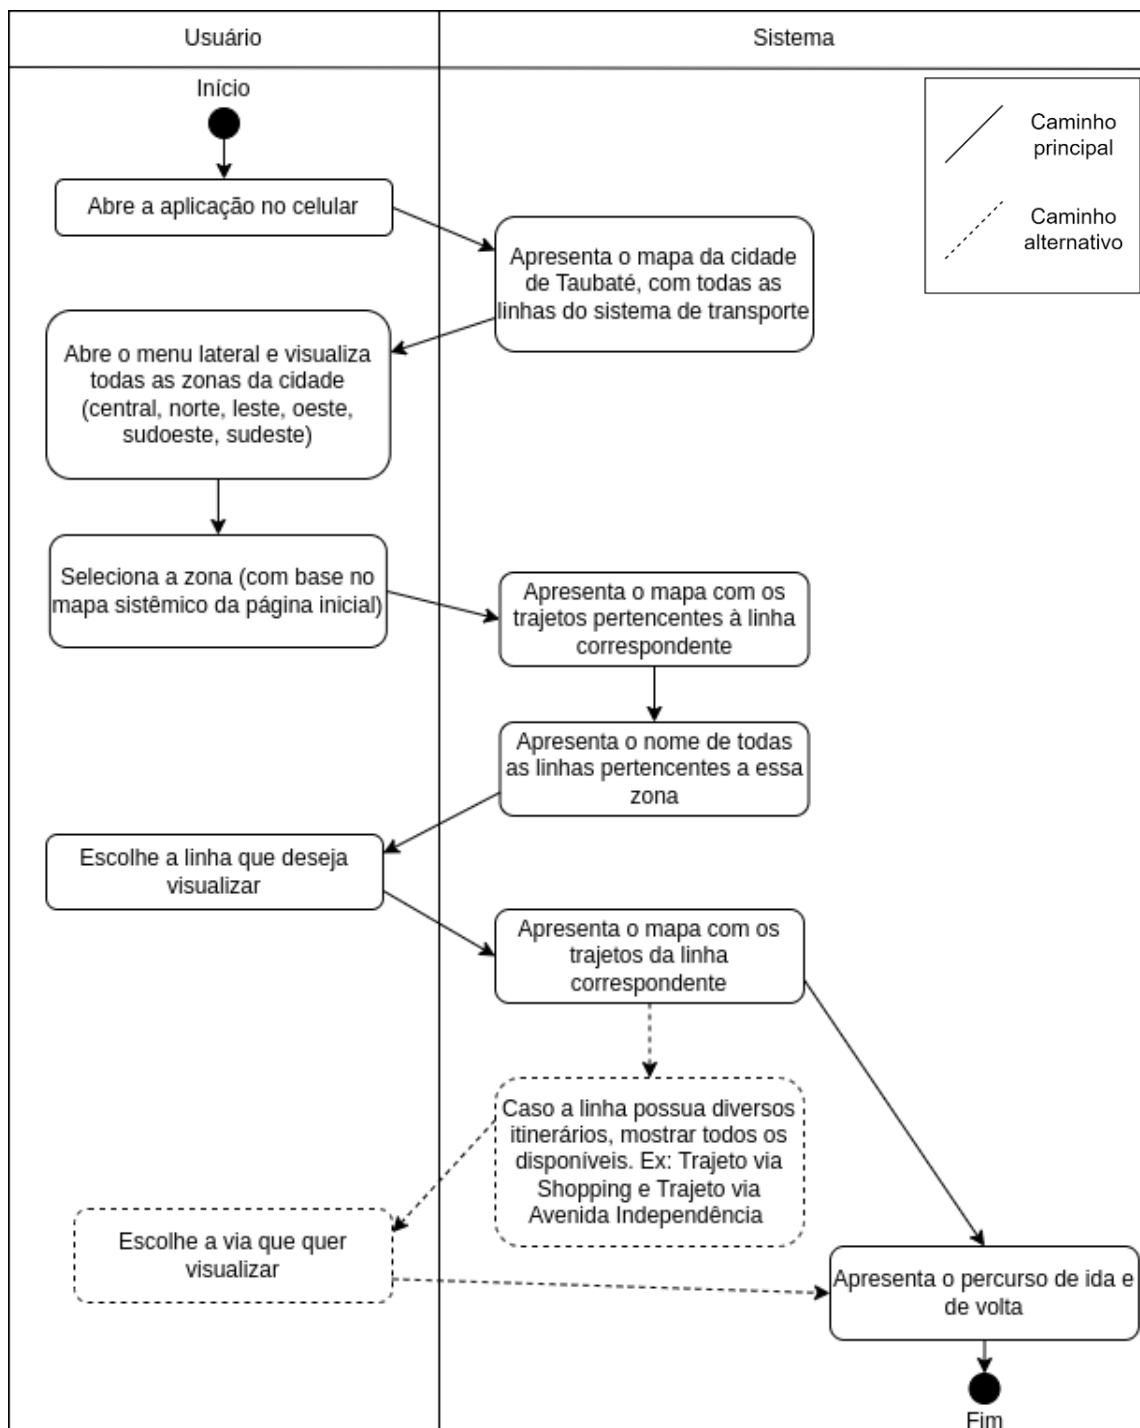 Usuário
Sistema
Início
Caminho
principal
Caminho
alternativo
Abre a aplicação no celular
Apresenta o mapa da cidade
de Taubaté, com todas as
linhas do sistema de transporte
Abre o menu lateral e visualiza
todas as zonas da cidade
(central, norte, leste, oeste,
sudoeste, sudeste)
Seleciona a zona (com base no
mapa sistêmico da página inicial)
Apresenta o mapa com os
trajetos pertencentes à linha
correspondente
Apresenta o nome de todas
as linhas pertencentes a essa
zona
Escolhe a linha que deseja
visualizar
Apresenta o mapa com os
trajetos da linha
correspondente
Caso a linha possua diversos
itinerários, mostrar todos os
disponíveis. Ex: Trajeto via
Shopping e Trajeto via
Avenida Independência
Escolhe a via que quer
visualizar
Apresenta o percurso de ida e
de volta
Fim